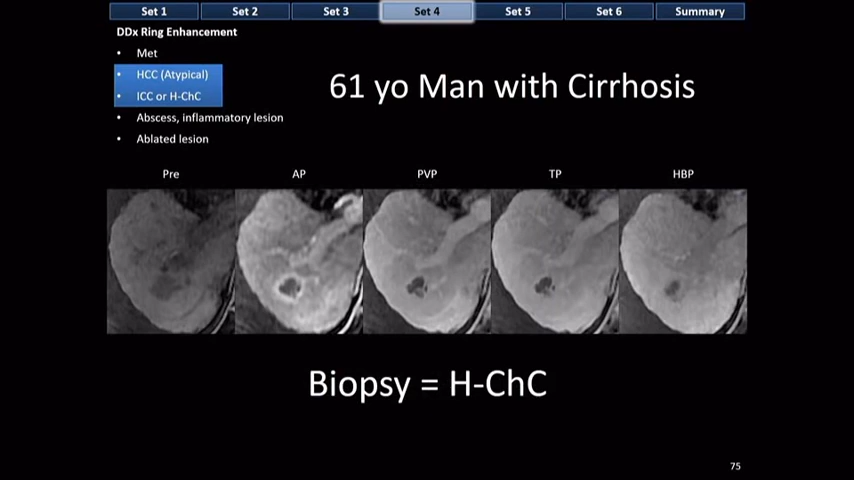 Set 1 Set 2 Set 3 Set 4 Set 5 Set 6 Summary
DDx Ring Enhancement
• Met
• HCC (Atypical)
• ICC or H-ChC
• Abscess, inflammatory lesion
• Ablated lesion
61 yo Man with Cirrhosis
Pre AP PVP TP HBP
Biopsy = H-ChC
75